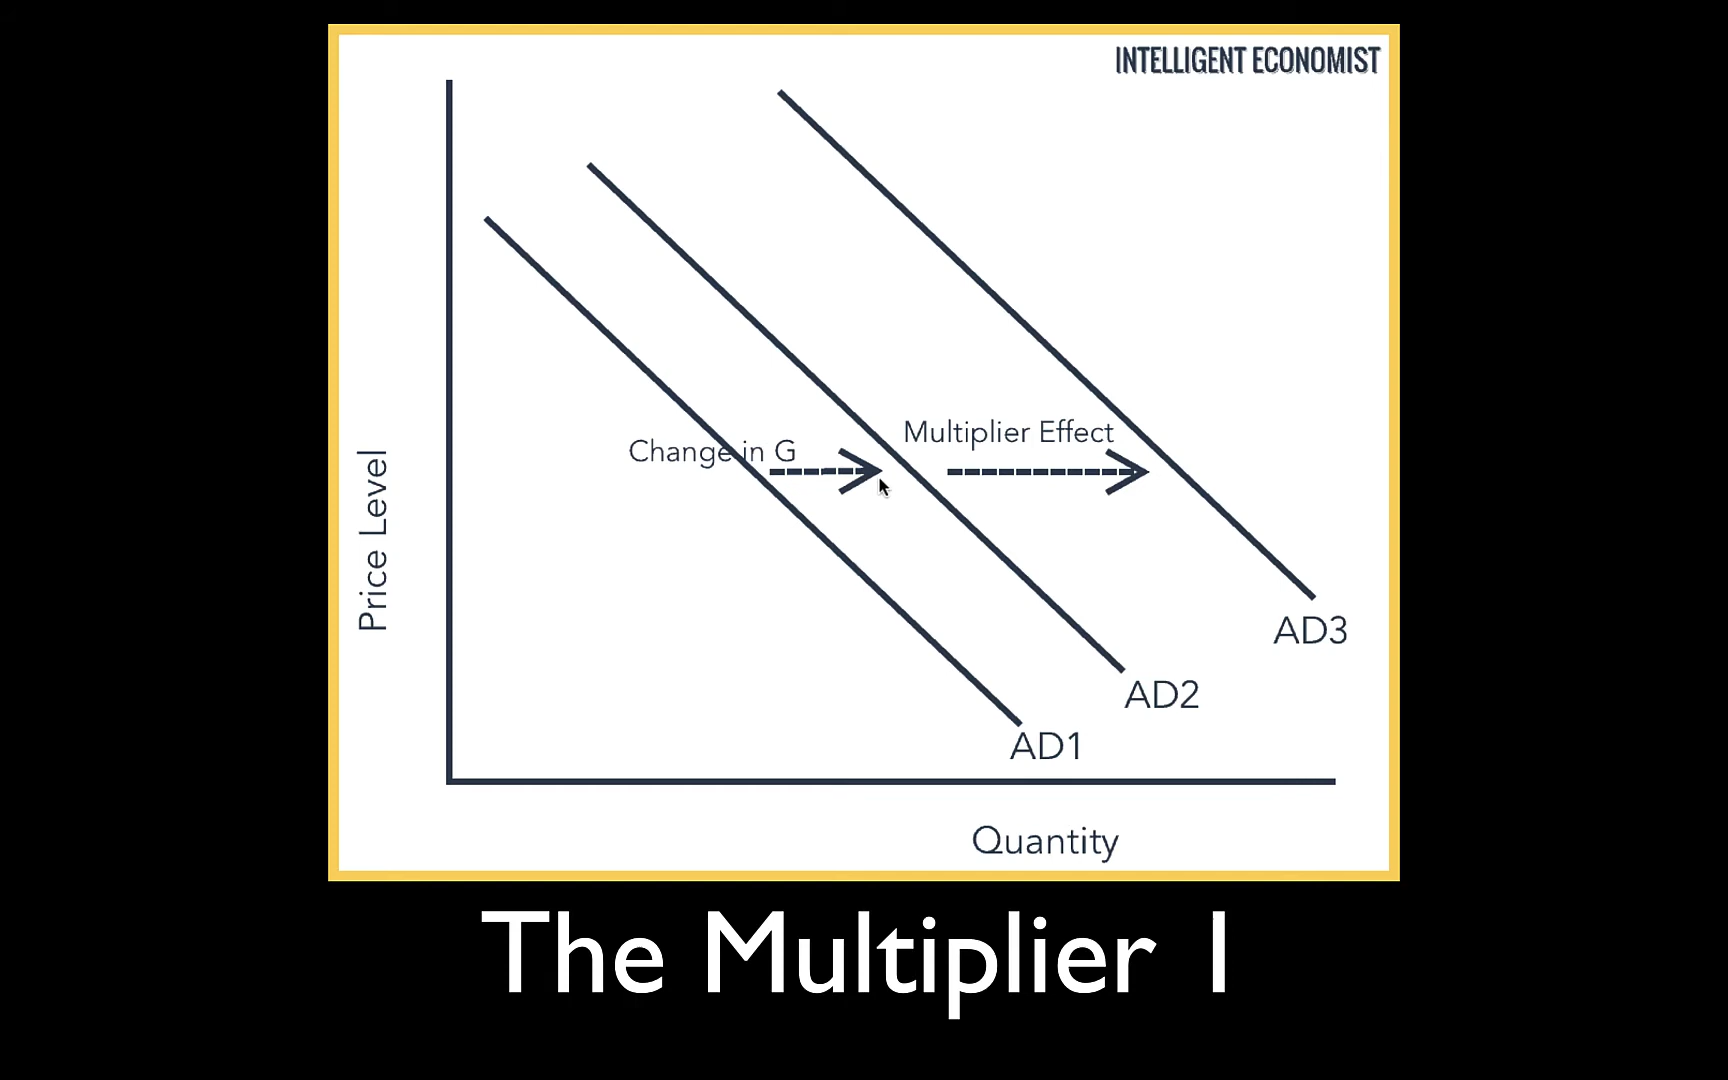 INTELLIGENT ECONOMIST
Multiplier Effect
Change in G
Price Level
AD3
AD2
AD1
Quantity
The Multiplier 1